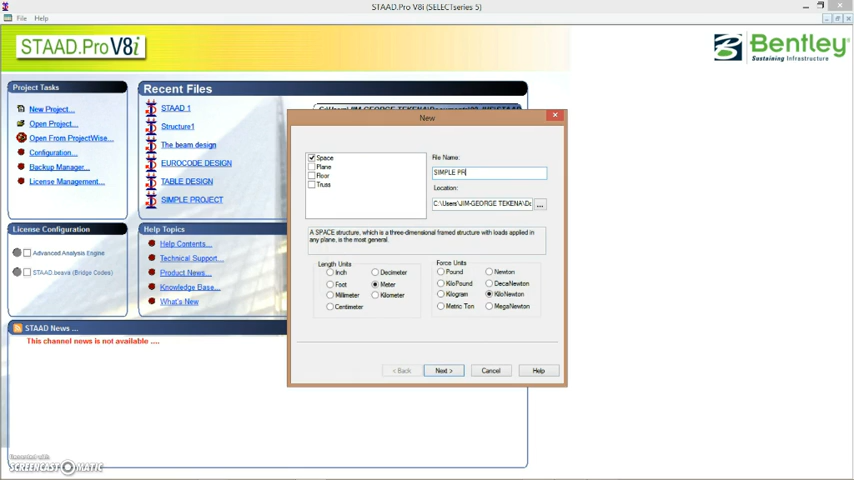 STAAD.Pro V8i (SELECTseries 5)
File Help
STAAD.Pro V8i
Bentley
Sustaining Infrastructure
Project Tasks
New Project...
Open Project...
Open From ProjectWise...
Configuration...
Backup Manager...
License Management...
Recent Files
STAAD 1
Structure1
The beam design
EUROCODE DESIGN
TABLE DESIGN
SIMPLE PROJECT
License Configuration
Advanced Analysis Engine
STAAD.beava (Bridge Codes)
Help Topics
Help Contents...
Technical Support...
Product News...
Knowledge Base...
What's New
STAAD News ...
This channel news is not available ....
New
Space
Plane
Floor
Truss
File Name:
SIMPLE PR
Location:
C:\Users\JIM-GEORGE TEKENA\Do
...
A SPACE structure, which is a three-dimensional framed structure with loads applied in
any plane, is the most general.
Length Units
Inch
Decimeter
Foot
Meter
Millimeter
Kilometer
Centimeter
Force Units
Pound
Newton
KiloPound
DecaNewton
Kilogram
KiloNewton
Metric Ton
MegaNewton
< Back
Next >
Cancel
Help
Recorded with
SCREENCAST-O-MATIC